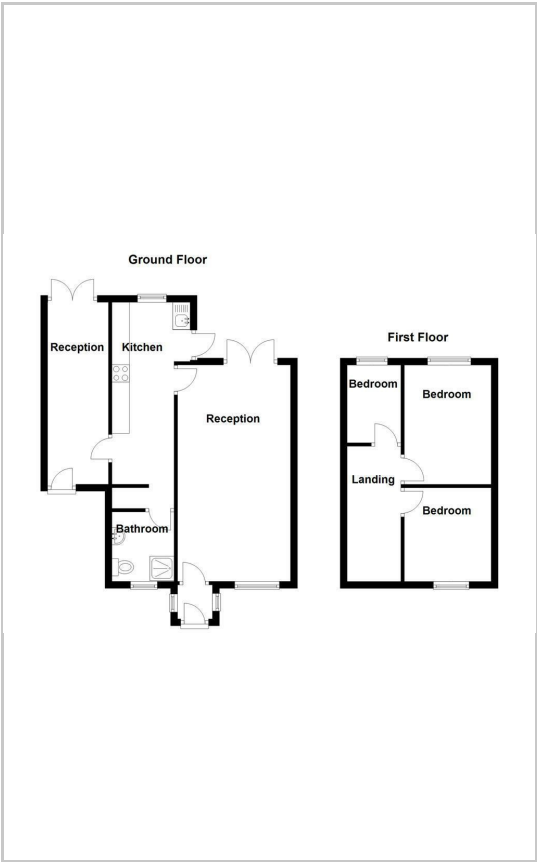 Ground Floor
Reception
Kitchen
Reception
Bathroom
First Floor
Bedroom
Bedroom
Landing
Bedroom